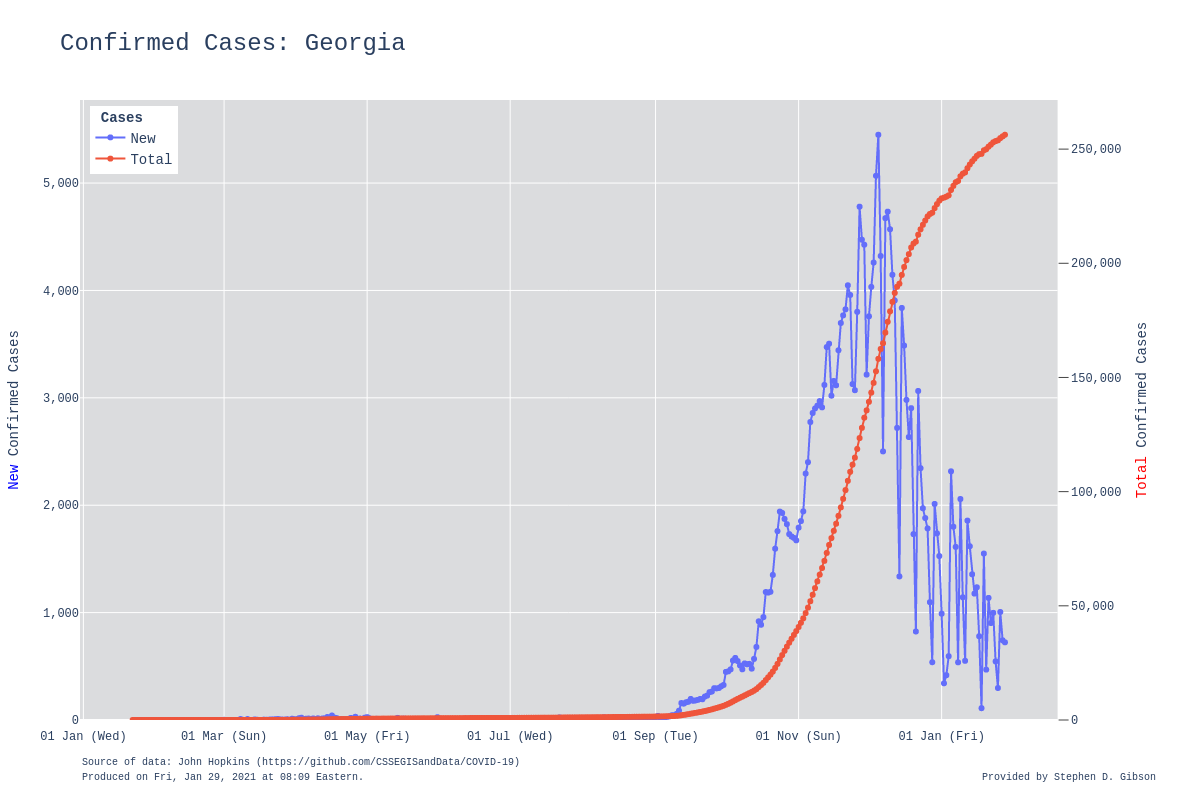 Confirmed Cases: Georgia
Cases
New
Total
5,000
4,000
3,000
2,000
1,000
0
250,000
200,000
150,000
100,000
50,000
0
New Confirmed Cases
Total Confirmed Cases
01 Jan (Wed)
01 Mar (Sun)
01 May (Fri)
01 Jul (Wed)
01 Sep (Tue)
01 Nov (Sun)
01 Jan (Fri)
Source of data: John Hopkins (https://github.com/CSSEGISandData/COVID-19)
Produced on Fri, Jan 29, 2021 at 08:09 Eastern.
Provided by Stephen D. Gibson